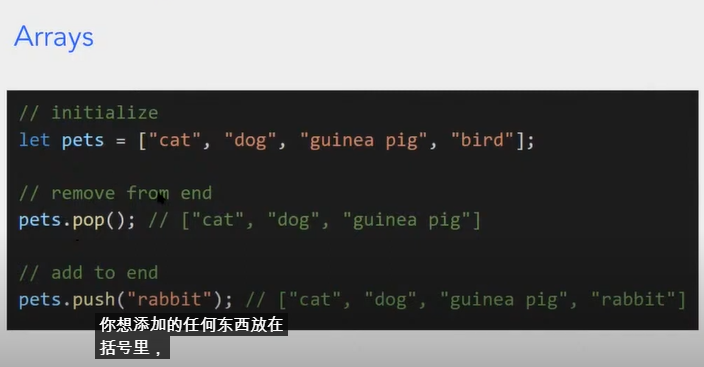 Arrays
// initialize
let pets = ["cat", "dog", "guinea pig", "bird"];
// remove from end
pets.pop(); // ["cat", "dog", "guinea pig"]
// add to end
pets.push("rabbit"); // ["cat", "dog", "guinea pig", "rabbit"]
你想添加的任何东西放在
括号里，